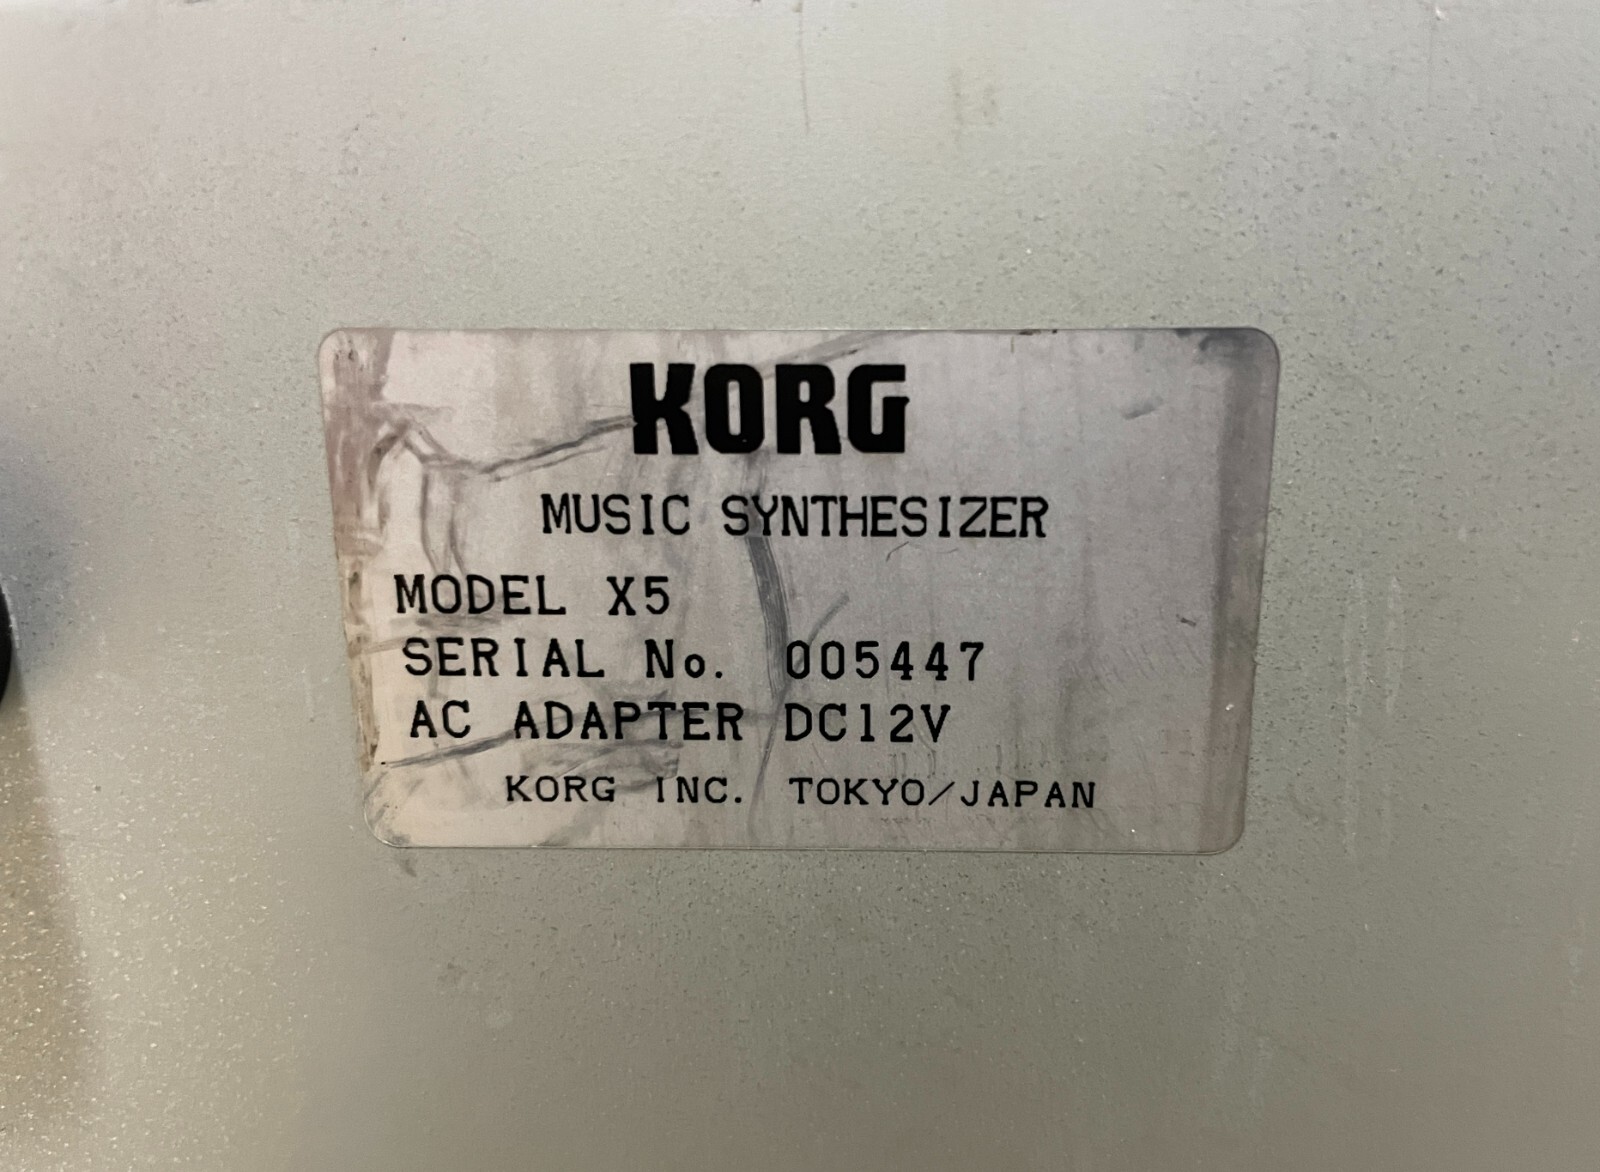 KORG
MUSIC SYNTHESIZER
MODEL X5
SERIAL No. 005447
AC ADAPTER DC12V
KORG INC. TOKYO/JAPAN